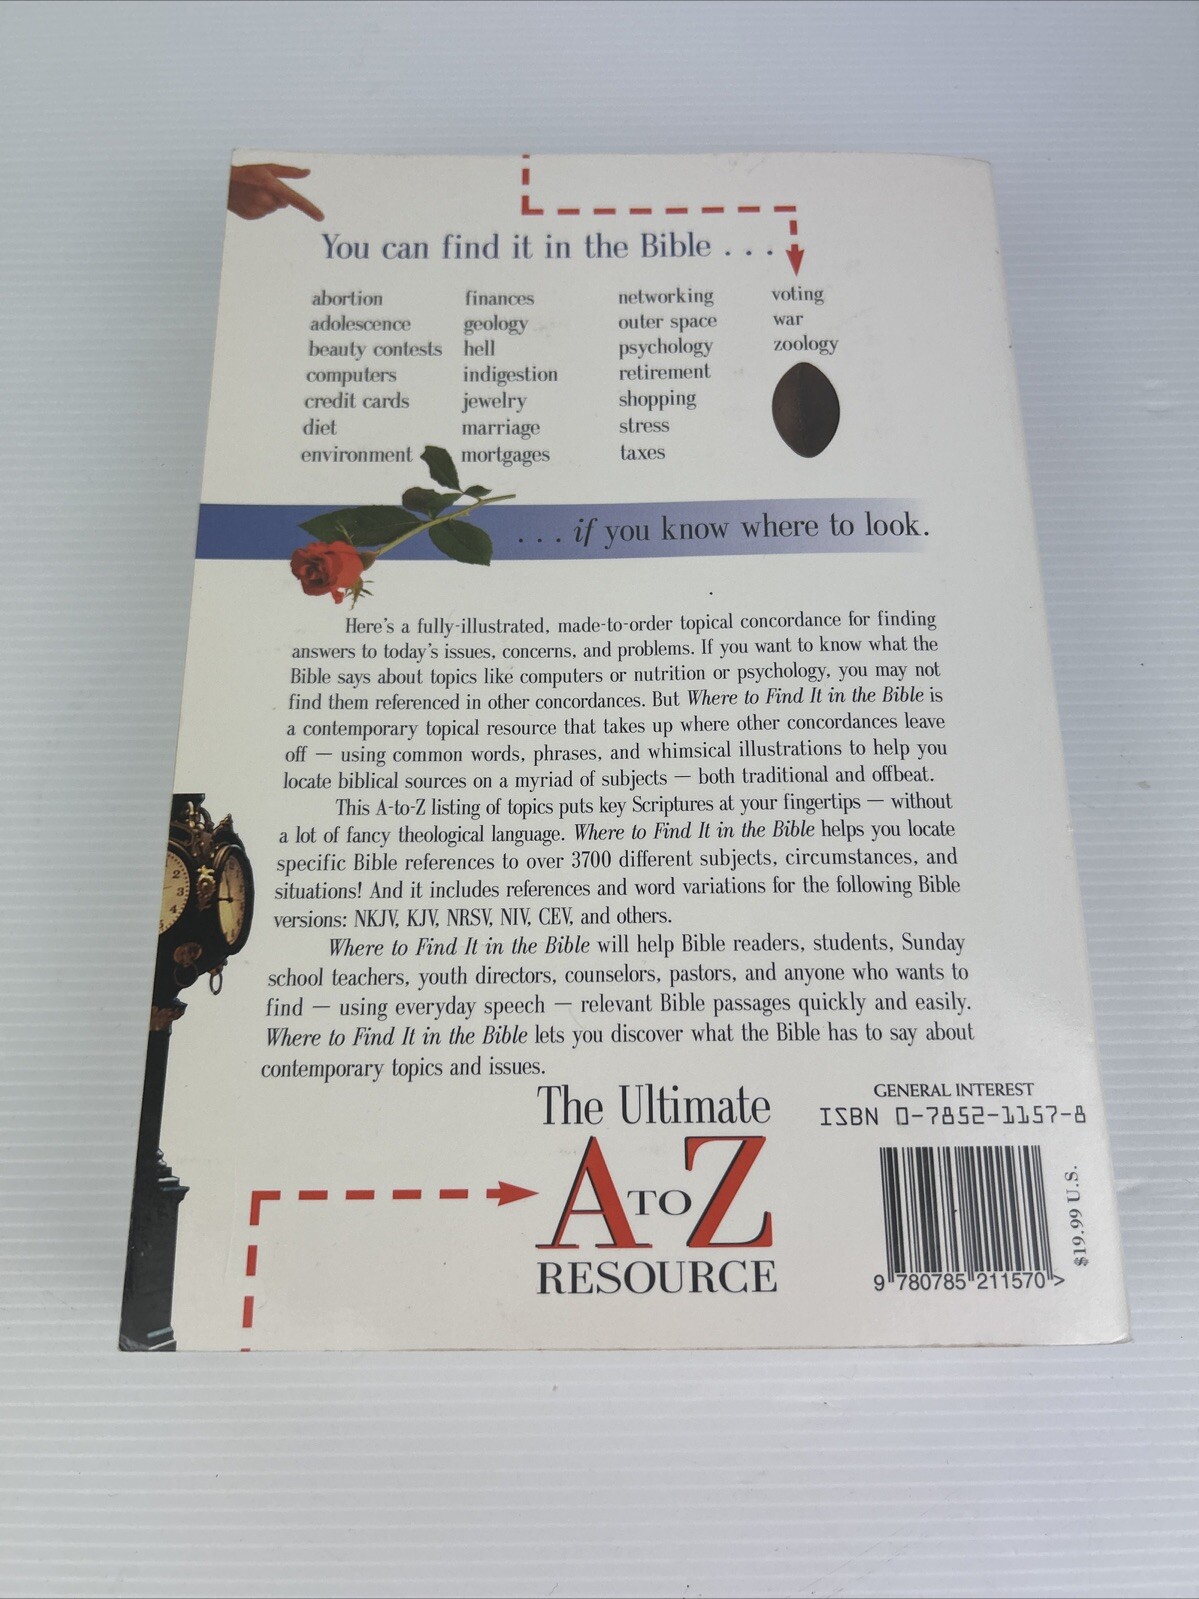 You can find it in the Bible . . .
abortion
adolescence
beauty contests
computers
credit cards
diet
environment
finances
geology
hell
indigestion
jewelry
marriage
mortgages
networking
outer space
psychology
retirement
shopping
stress
taxes
voting
war
zoology
. . . if you know where to look.
Here's a fully-illustrated, made-to-order topical concordance for finding
answers to today's issues, concerns, and problems. If you want to know what the
Bible says about topics like computers or nutrition or psychology, you may not
find them referenced in other concordances. But Where to Find It in the Bible is
a contemporary topical resource that takes up where other concordances leave
off — using common words, phrases, and whimsical illustrations to help you
locate biblical sources on a myriad of subjects — both traditional and offbeat.
This A-to-Z listing of topics puts key Scriptures at your fingertips — without
a lot of fancy theological language. Where to Find It in the Bible helps you locate
specific Bible references to over 3700 different subjects, circumstances, and
situations! And it includes references and word variations for the following Bible
versions: NKJV, KJV, NRSV, NIV, CEV, and others.
Where to Find It in the Bible will help Bible readers, students, Sunday
school teachers, youth directors, counselors, pastors, and anyone who wants to
find — using everyday speech — relevant Bible passages quickly and easily.
Where to Find It in the Bible lets you discover what the Bible has to say about
contemporary topics and issues.
The Ultimate
A TO Z
RESOURCE
GENERAL INTEREST
ISBN 0-7852-1157-8
$19.99 U.S.
9 780785 211570 >